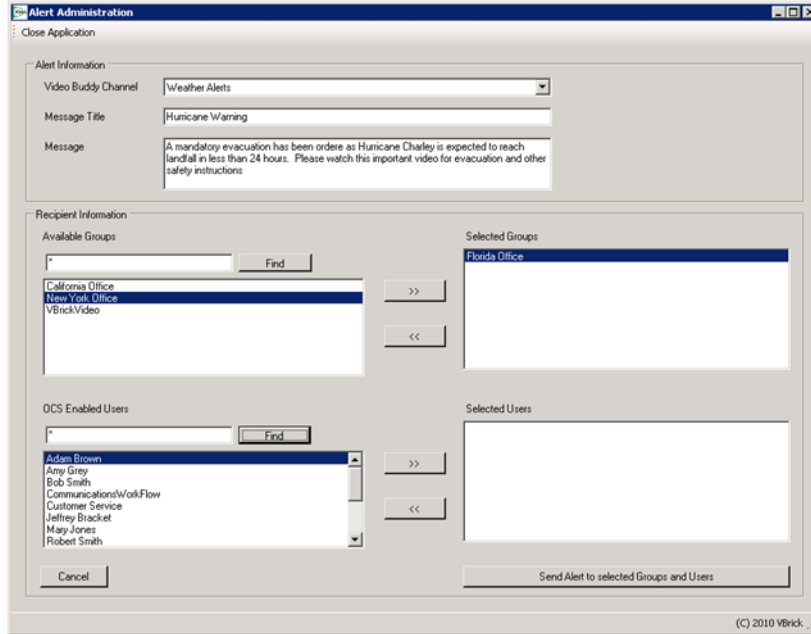 Alert Administration
Close Application
Alert Information
Video Buddy Channel
Weather Alerts
Message Title
Hurricane Warning
Message
A mandatory evacuation has been ordere as Hurricane Charley is expected to reach
landfall in less than 24 hours. Please watch this important video for evacuation and other
safety instructions
Recipient Information
Available Groups
*
Find
California Office
New York Office
VBrickVideo
>>
<<
Selected Groups
Florida Office
OCS Enabled Users
*
Find
Adam Brown
Amy Grey
Bob Smith
CommunicationsWorkFlow
Customer Service
Jeffrey Bracket
Mary Jones
Robert Smith
>>
<<
Selected Users
Cancel
Send Alert to selected Groups and Users
(C) 2010 VBrick